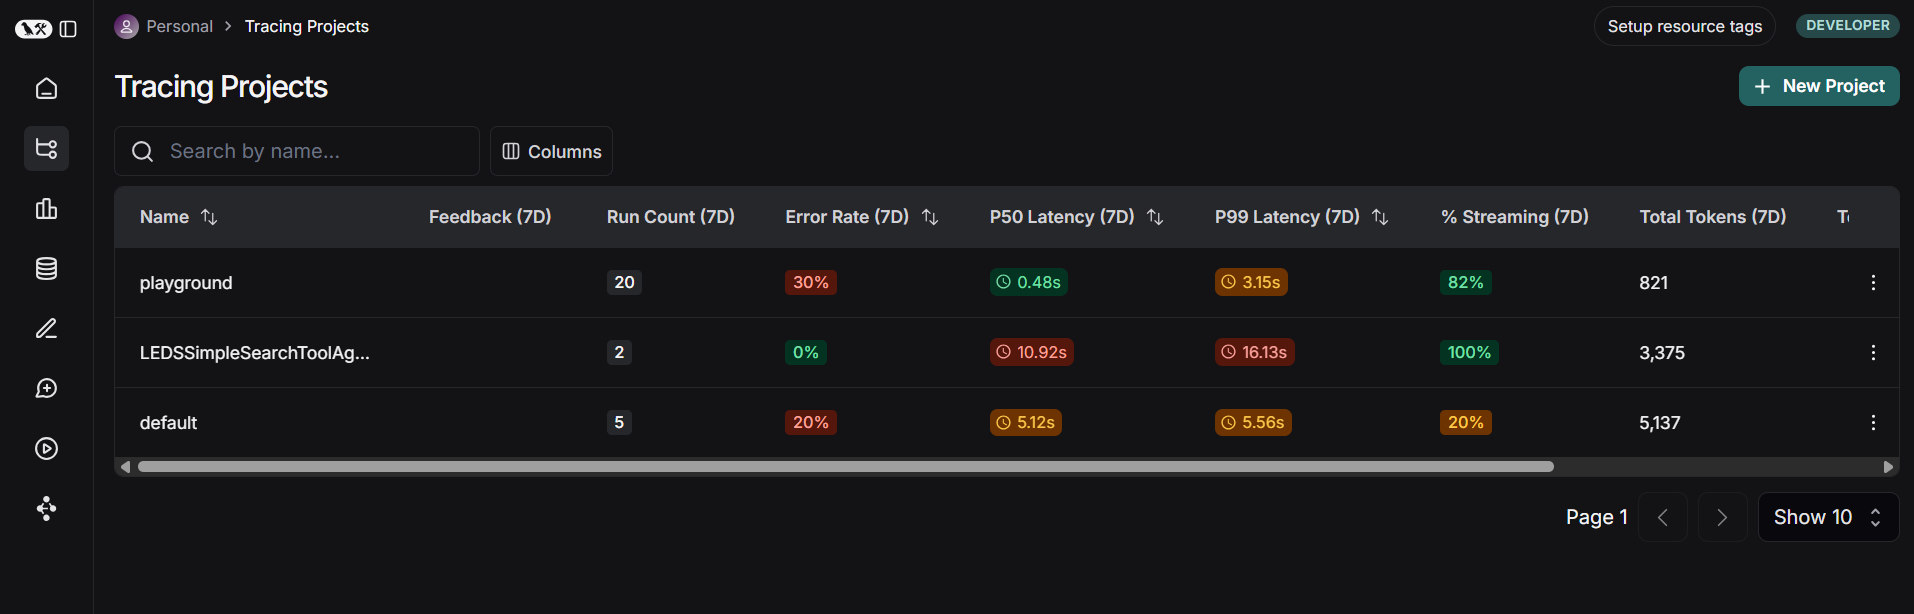 Personal > Tracing Projects
Setup resource tags
DEVELOPER
Tracing Projects
+ New Project
Search by name...
Columns
Name Feedback (7D) Run Count (7D) Error Rate (7D) P50 Latency (7D) P99 Latency (7D) % Streaming (7D) Total Tokens (7D)
playground 20 30% 0.48s 3.15s 82% 821
LEDSSimpleSearchToolAg... 2 0% 10.92s 16.13s 100% 3,375
default 5 20% 5.12s 5.56s 20% 5,137
Page 1
Show 10